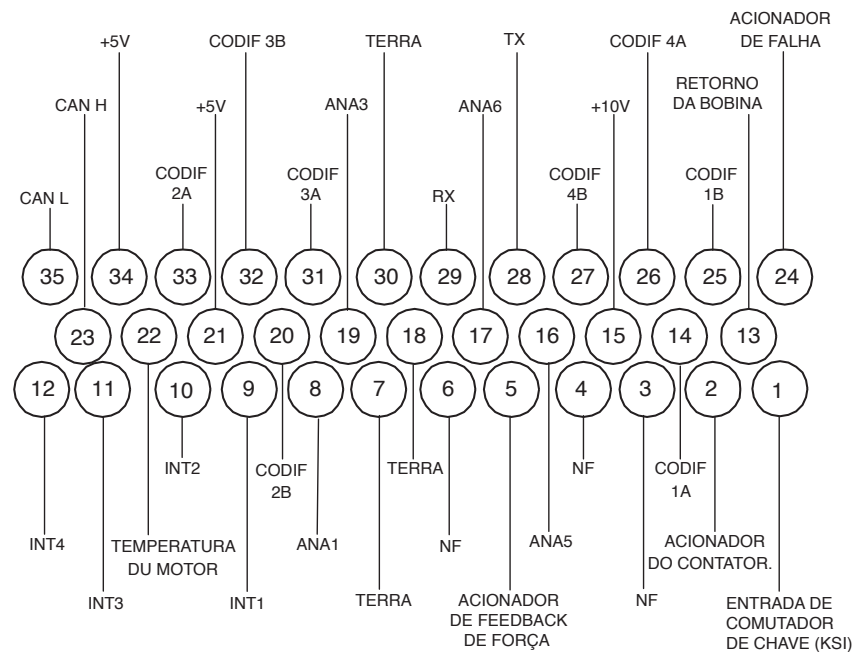 ACIONADOR
DE FALHA
+5V
CODIF 3B
TERRA
TX
CODIF 4A
RETORNO
DA BOBINA
CAN H
+5V
ANA3
ANA6
+10V
CODIF
2A
CODIF
3A
CODIF
4B
CODIF
1B
CAN L
RX
35 34 33 32 31 30 29 28 27 26 25 24
23 22 21 20 19 18 17 16 15 14 13
12 11 10 9 8 7 6 5 4 3 2 1
INT2
CODIF
2B
TERRA
NF
CODIF
1A
INT4
TEMPERATURA
DU MOTOR
ANA1
NF
ANA5
ACIONADOR
DO CONTATOR.
INT3
INT1
TERRA
ACIONADOR
DE FEEDBACK
DE FORÇA
NF
ENTRADA DE
COMUTADOR
DE CHAVE (KSI)